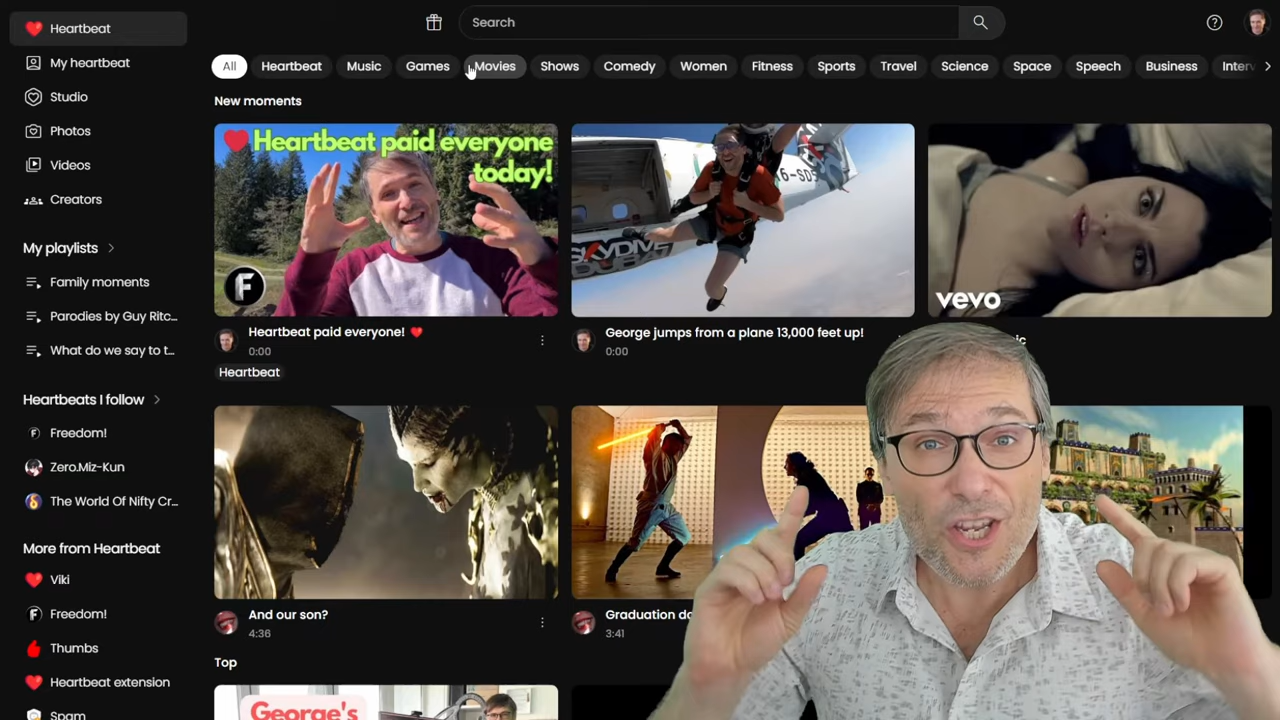 Heartbeat
Search
My heartbeat
Studio
Photos
Videos
Creators
My playlists
Family moments
Parodies by Guy Ritc...
What do we say to t...
Heartbeats I follow
Freedom!
Zero.Miz-Kun
The World Of Nifty Cr...
More from Heartbeat
Viki
Freedom!
Thumbs
Heartbeat extension
Spam
All Heartbeat Music Games Movies Shows Comedy Women Fitness Sports Travel Science Space Speech Business Interv
New moments
Heartbeat paid everyone
today!
F
Heartbeat paid everyone!
0:00
Heartbeat
6-SDS
SKYDIVE
DUBAI
George jumps from a plane 13,000 feet up!
0:00
vevo
ic
And our son?
4:36
Graduation da
3:41
Top
George's